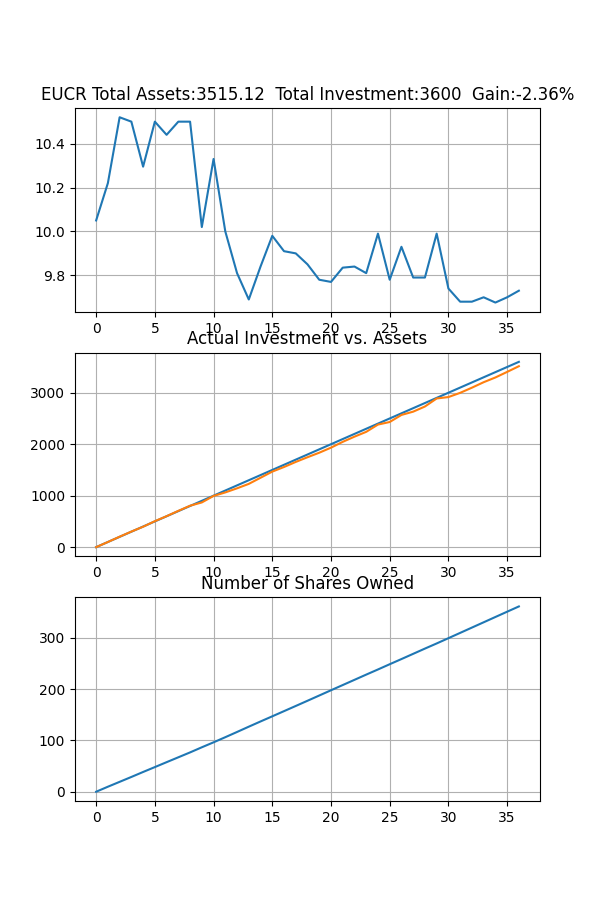 EUCR Total Assets:3515.12  Total Investment:3600  Gain:-2.36%
10.4
10.2
10.0
9.8
0 5 10 15 20 25 30 35
Actual Investment vs. Assets
3000
2000
1000
0
0 5 10 15 20 25 30 35
Number of Shares Owned
300
200
100
0
0 5 10 15 20 25 30 35